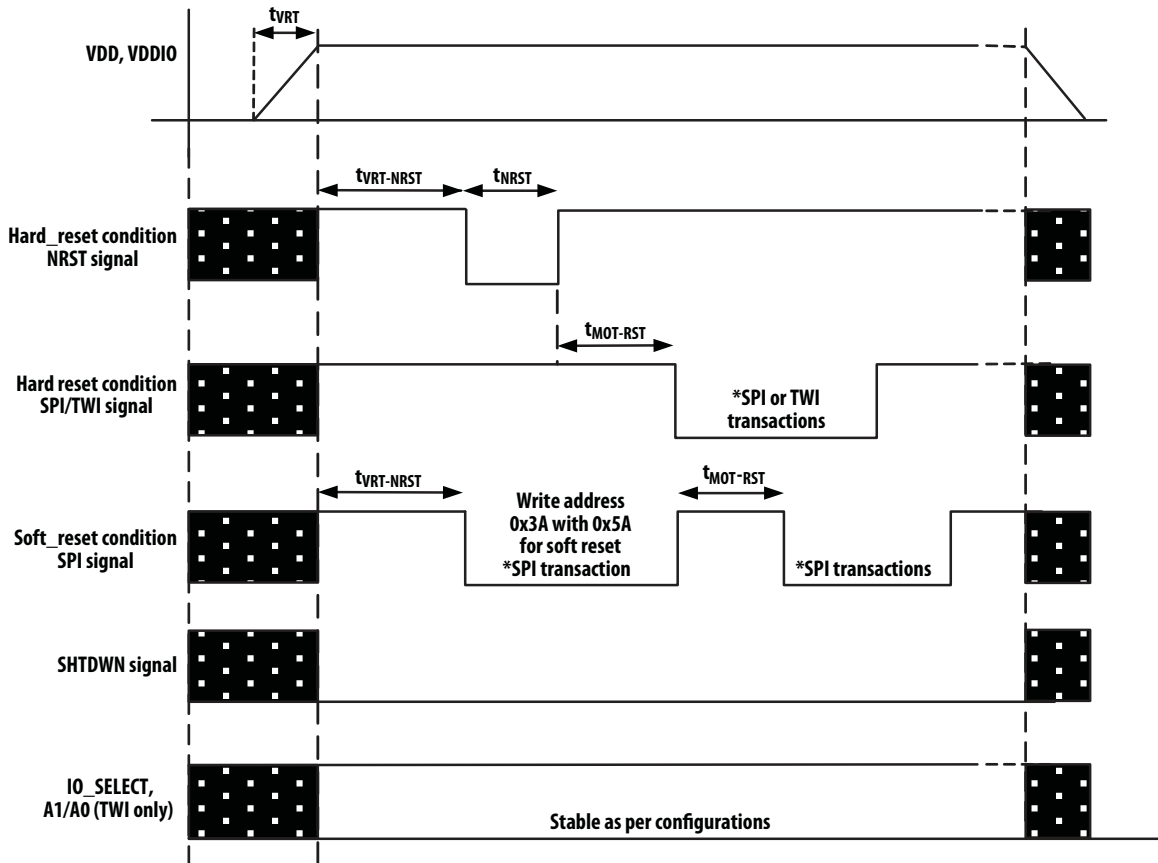 tVRT
VDD, VDDIO
tVRT-NRST
tNRST
Hard_reset condition
NRST signal
tMOT-RST
Hard reset condition
SPI/TWI signal
*SPI or TWI
transactions
tVRT-NRST
tMOT-RST
Write address
0x3A with 0x5A
for soft reset
*SPI transaction
Soft_reset condition
SPI signal
*SPI transactions
SHTDWN signal
IO_SELECT,
A1/A0 (TWI only)
Stable as per configurations